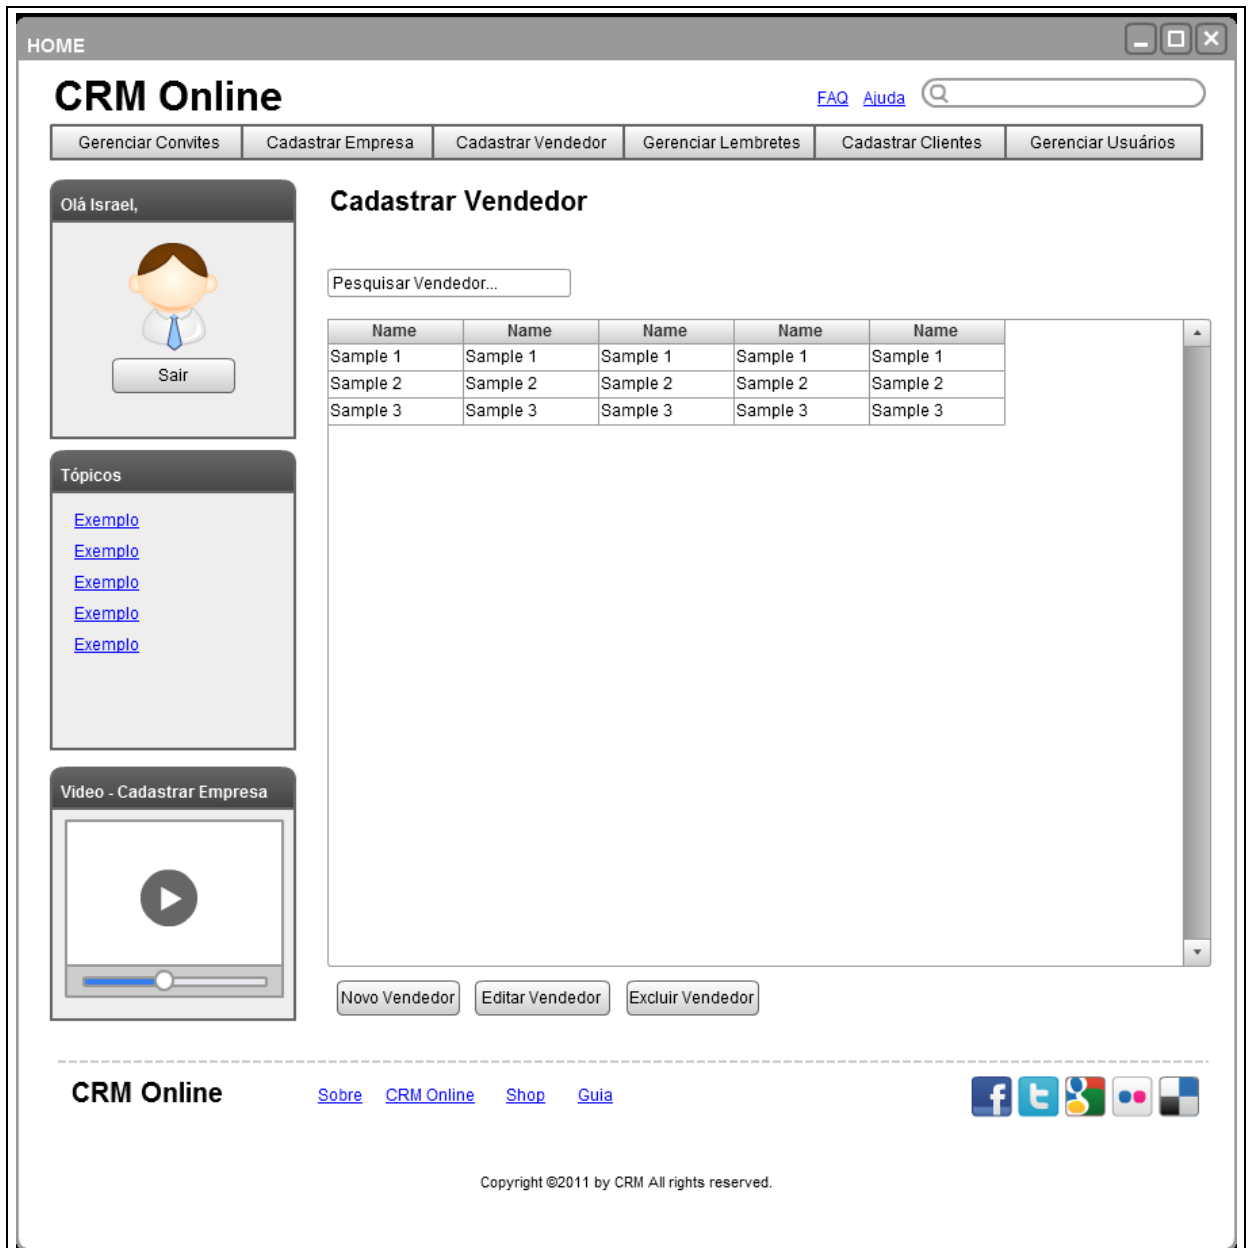 HOME
CRM Online
FAQ Ajuda
Gerenciar Convites Cadastrar Empresa Cadastrar Vendedor Gerenciar Lembretes Cadastrar Clientes Gerenciar Usuários
Olá Israel,
Sair
Tópicos
Exemplo
Exemplo
Exemplo
Exemplo
Exemplo
Video - Cadastrar Empresa
Cadastrar Vendedor
Pesquisar Vendedor...
Name Name Name Name Name
Sample 1 Sample 1 Sample 1 Sample 1 Sample 1
Sample 2 Sample 2 Sample 2 Sample 2 Sample 2
Sample 3 Sample 3 Sample 3 Sample 3 Sample 3
Novo Vendedor Editar Vendedor Excluir Vendedor
CRM Online Sobre CRM Online Shop Guia
Copyright ©2011 by CRM All rights reserved.